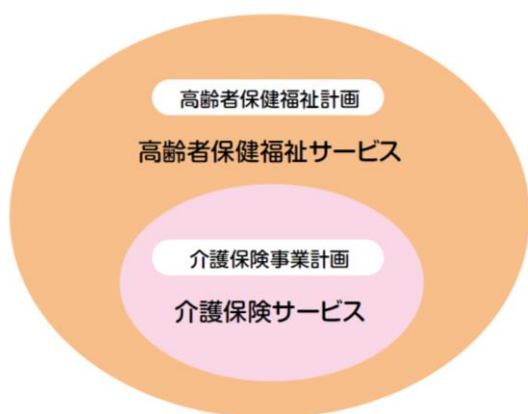 高齢者保健福祉計画
高齢者保健福祉サービス
介護保険事業計画
介護保険サービス